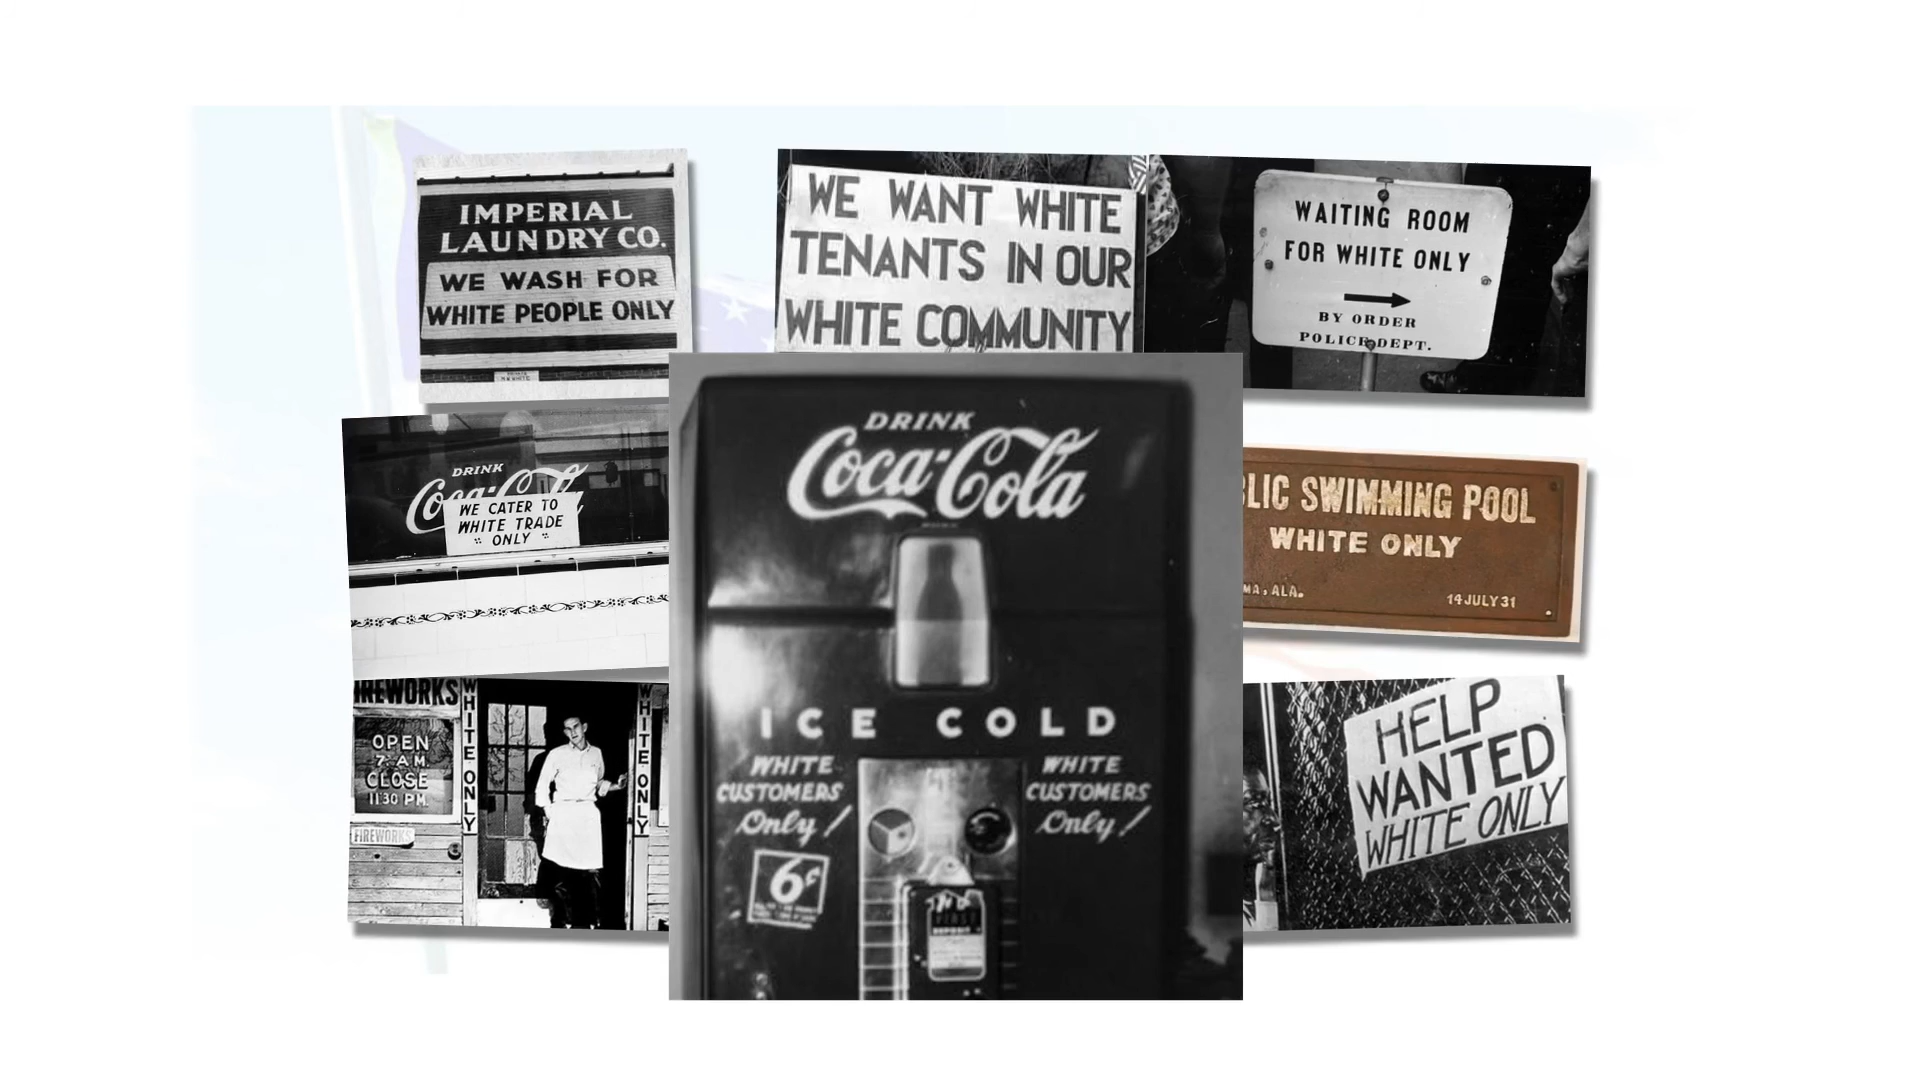 IMPERIAL
LAUNDRY CO.
WE WASH FOR
WHITE PEOPLE ONLY
WE WANT WHITE
TENANTS IN OUR
WHITE COMMUNITY
WAITING ROOM
FOR WHITE ONLY
BY ORDER
POLICE DEPT.
DRINK
Coca-Cola
WE CATER TO
WHITE TRADE
" ONLY "
DRINK
Coca-Cola
ICE COLD
WHITE
CUSTOMERS
Only!
WHITE
CUSTOMERS
Only!
6¢
BLIC SWIMMING POOL
WHITE ONLY
MA, ALA.
14 JULY 31
FIREWORKS
OPEN
7 AM.
CLOSE
11:30 P.M.
FIREWORKS
WHITE ONLY
WHITE ONLY
HELP
WANTED
WHITE ONLY